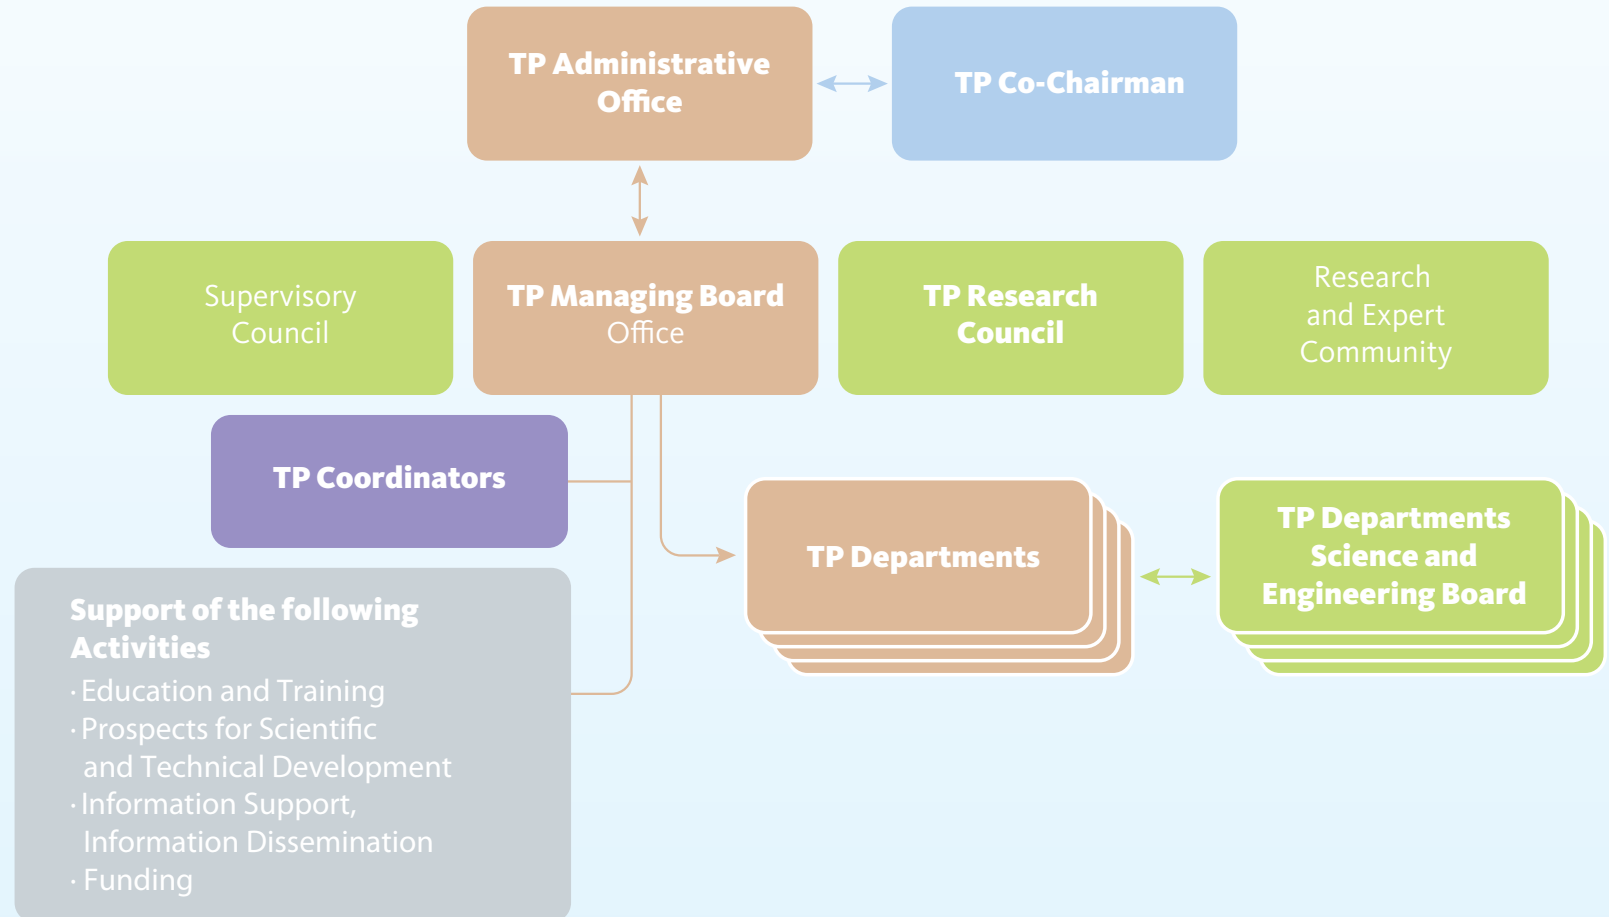 TP Administrative
Office
TP Co-Chairman
Supervisory
Council
TP Managing Board
Office
TP Research
Council
Research
and Expert
Community
TP Coordinators
TP Departments
TP Departments
Science and
Engineering Board
Support of the following
Activities
· Education and Training
· Prospects for Scientific
and Technical Development
· Information Support,
Information Dissemination
· Funding